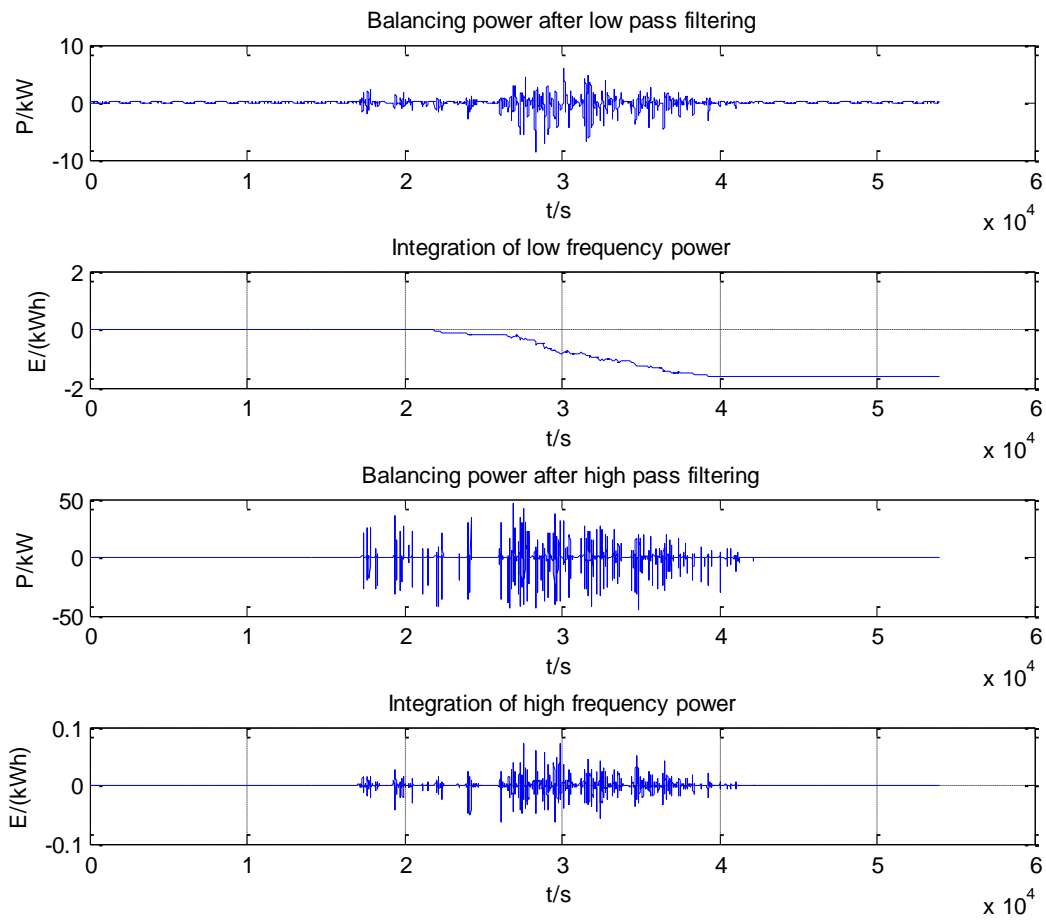 Balancing power after low pass filtering
10
0
-10
P/kW
0 1 2 3 4 5 6
t/s
x 10^4
Integration of low frequency power
2
0
-2
E/(kWh)
0 1 2 3 4 5 6
t/s
x 10^4
Balancing power after high pass filtering
50
0
-50
P/kW
0 1 2 3 4 5 6
t/s
x 10^4
Integration of high frequency power
0.1
0
-0.1
E/(kWh)
0 1 2 3 4 5 6
t/s
x 10^4